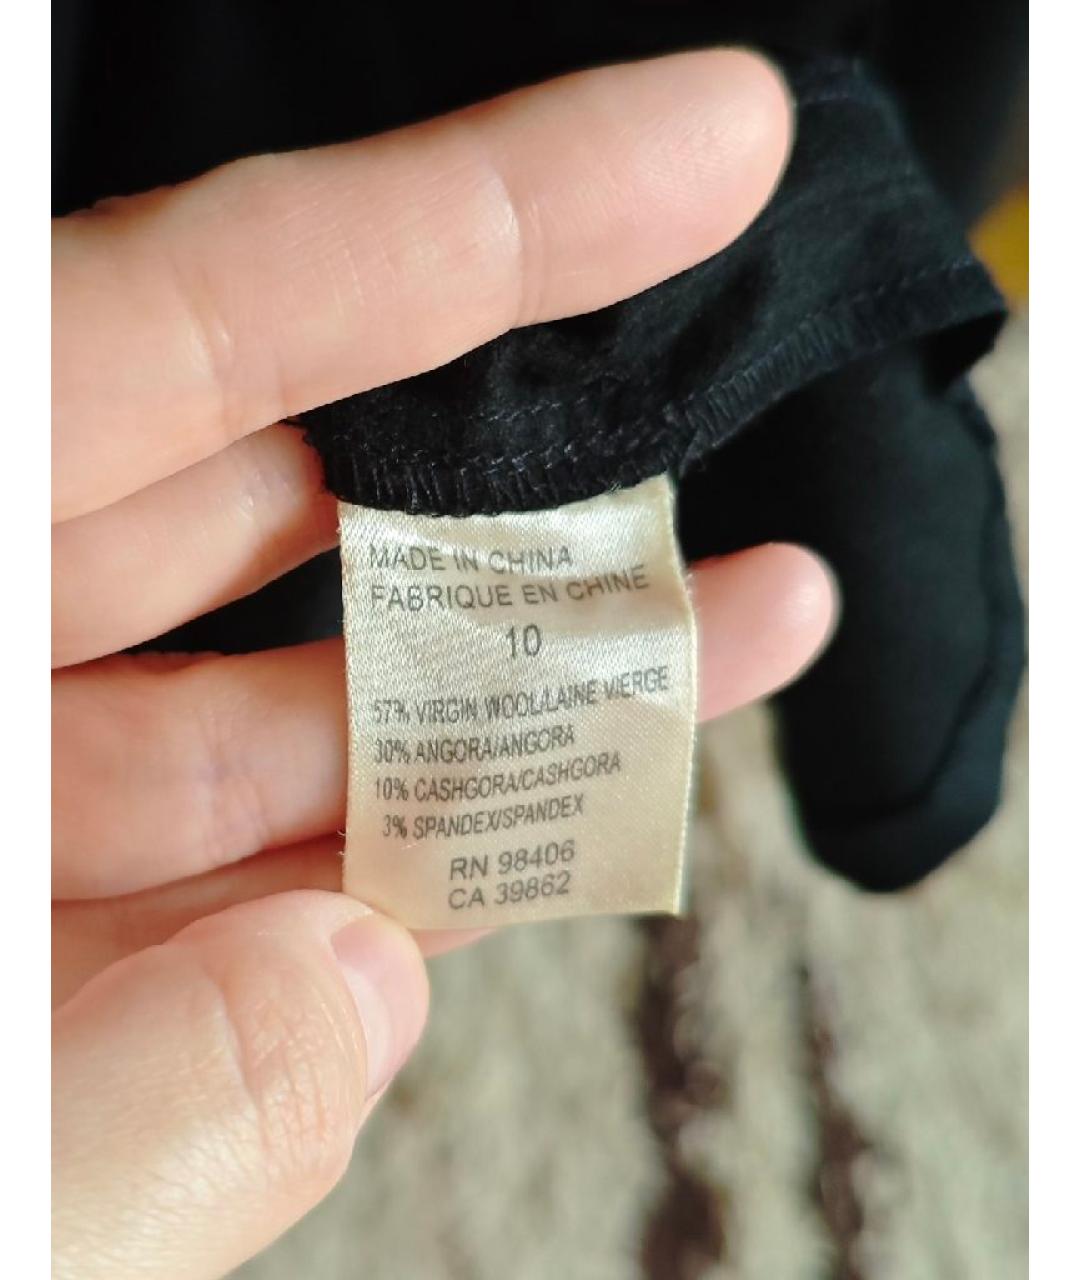 MADE IN CHINA
FABRIQUE EN CHINE
10
57% VIRGIN WOOL/LAINE VIERGE
30% ANGORA/ANGORA
10% CASHGORA/CASHGORA
3% SPANDEX/SPANDEX
RN 98406
CA 39862